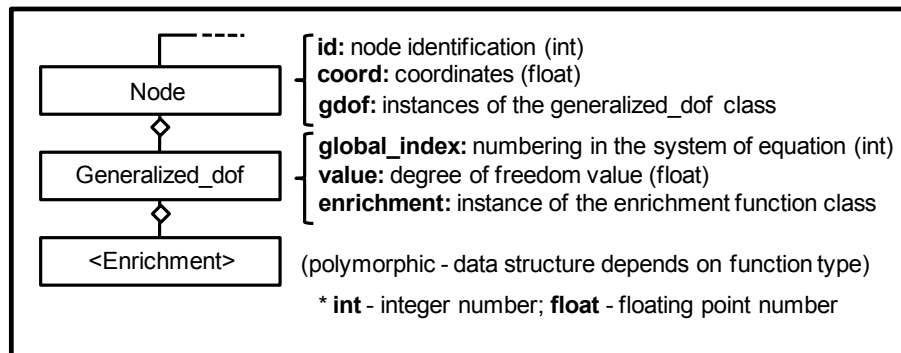 id: node identification (int)
coord: coordinates (float)
gdof: instances of the generalized_dof class
Node
global_index: numbering in the system of equation (int)
value: degree of freedom value (float)
enrichment: instance of the enrichment function class
Generalized_dof
<Enrichment>
(polymorphic - data structure depends on function type)
* int - integer number; float - floating point number